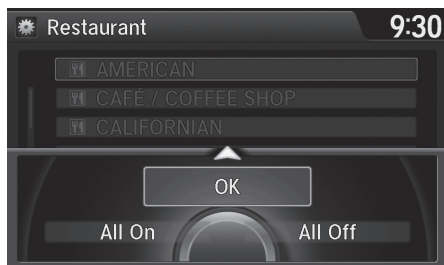 Restaurant 9:30
AMERICAN
CAFÉ / COFFEE SHOP
CALIFORNIAN
OK
All On All Off